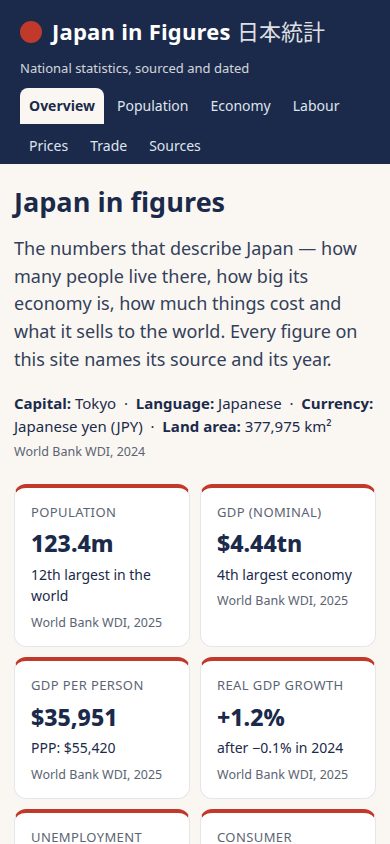 Japan in Figures 日本統計
National statistics, sourced and dated
Overview Population Economy Labour
Prices Trade Sources
Japan in figures
The numbers that describe Japan — how
many people live there, how big its
economy is, how much things cost and
what it sells to the world. Every figure on
this site names its source and its year.
Capital: Tokyo · Language: Japanese · Currency:
Japanese yen (JPY) · Land area: 377,975 km²
World Bank WDI, 2024
POPULATION
123.4m
12th largest in the
world
World Bank WDI, 2025
GDP (NOMINAL)
$4.44tn
4th largest economy
World Bank WDI, 2025
GDP PER PERSON
$35,951
PPP: $55,420
World Bank WDI, 2025
REAL GDP GROWTH
+1.2%
after −0.1% in 2024
World Bank WDI, 2025
UNEMPLOYMENT
CONSUMER